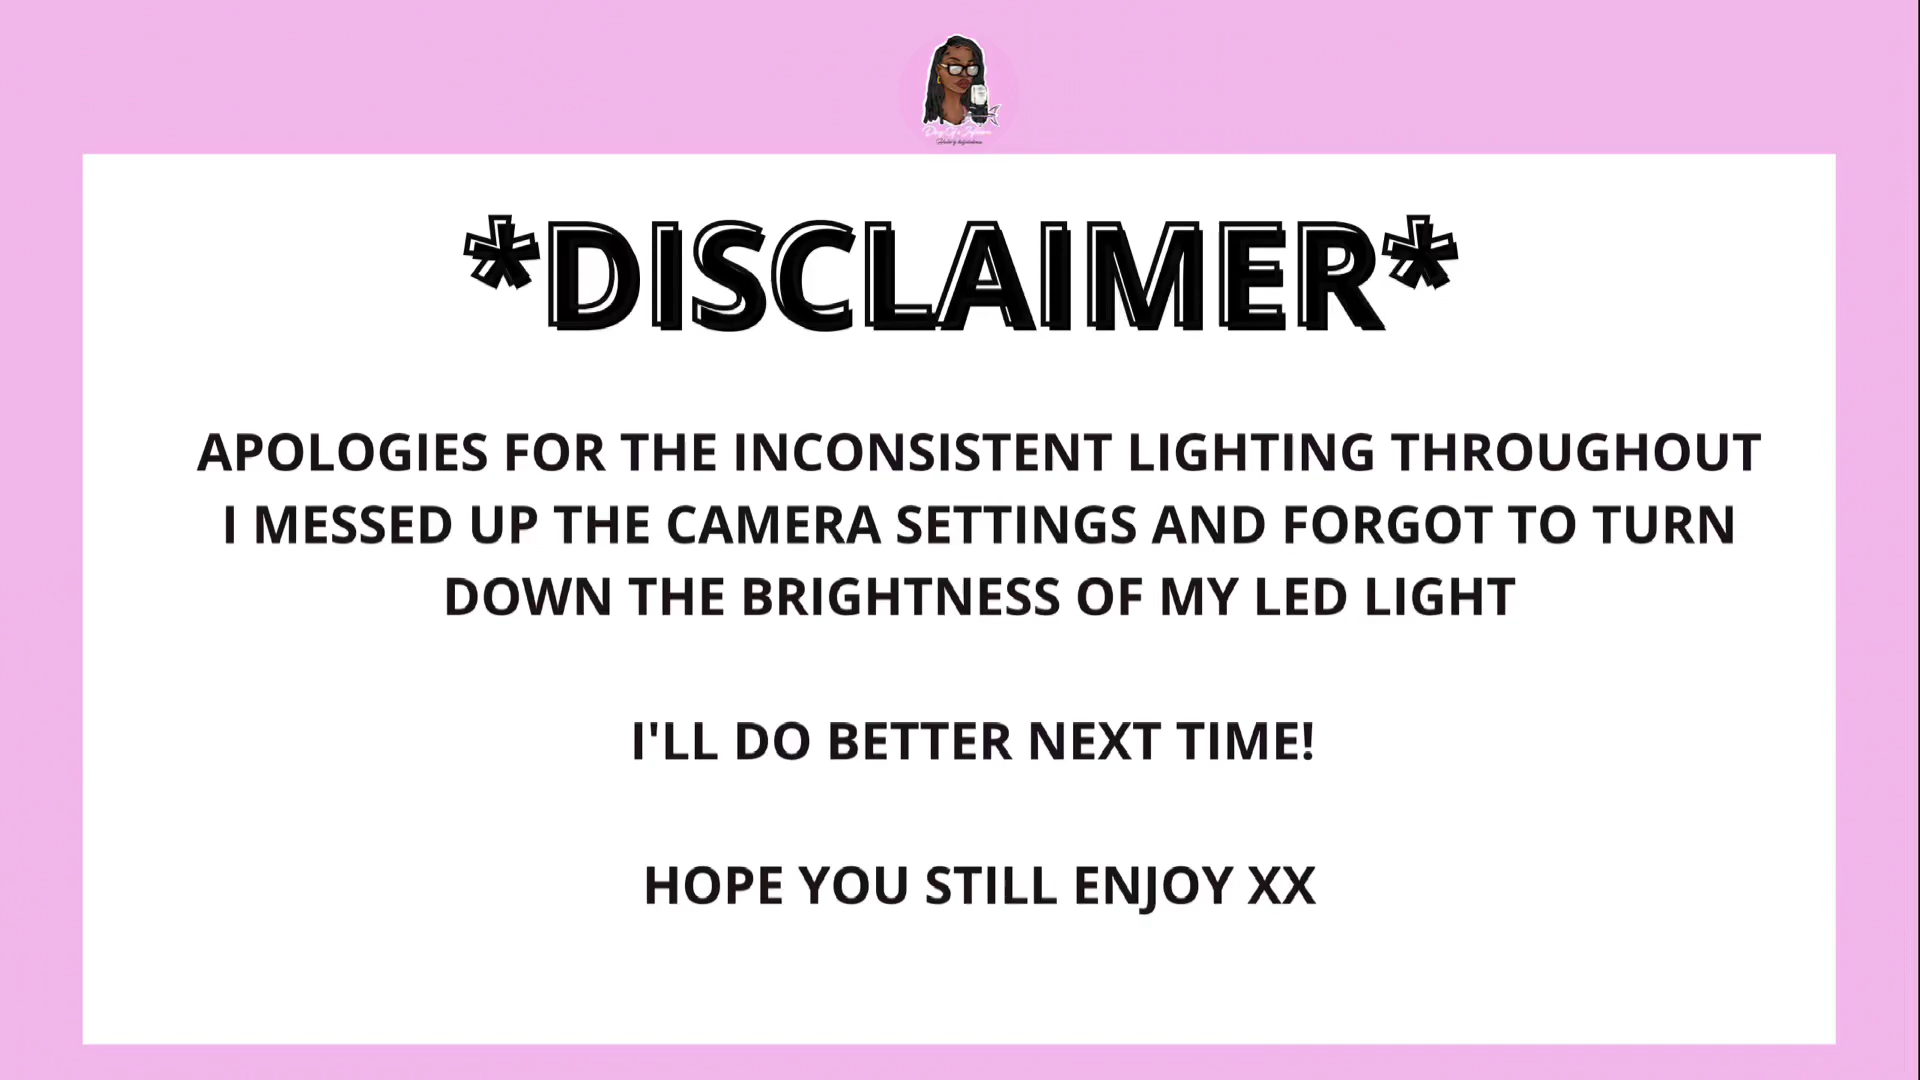 *DISCLAIMER*
APOLOGIES FOR THE INCONSISTENT LIGHTING THROUGHOUT
I MESSED UP THE CAMERA SETTINGS AND FORGOT TO TURN
DOWN THE BRIGHTNESS OF MY LED LIGHT
I'LL DO BETTER NEXT TIME!
HOPE YOU STILL ENJOY XX